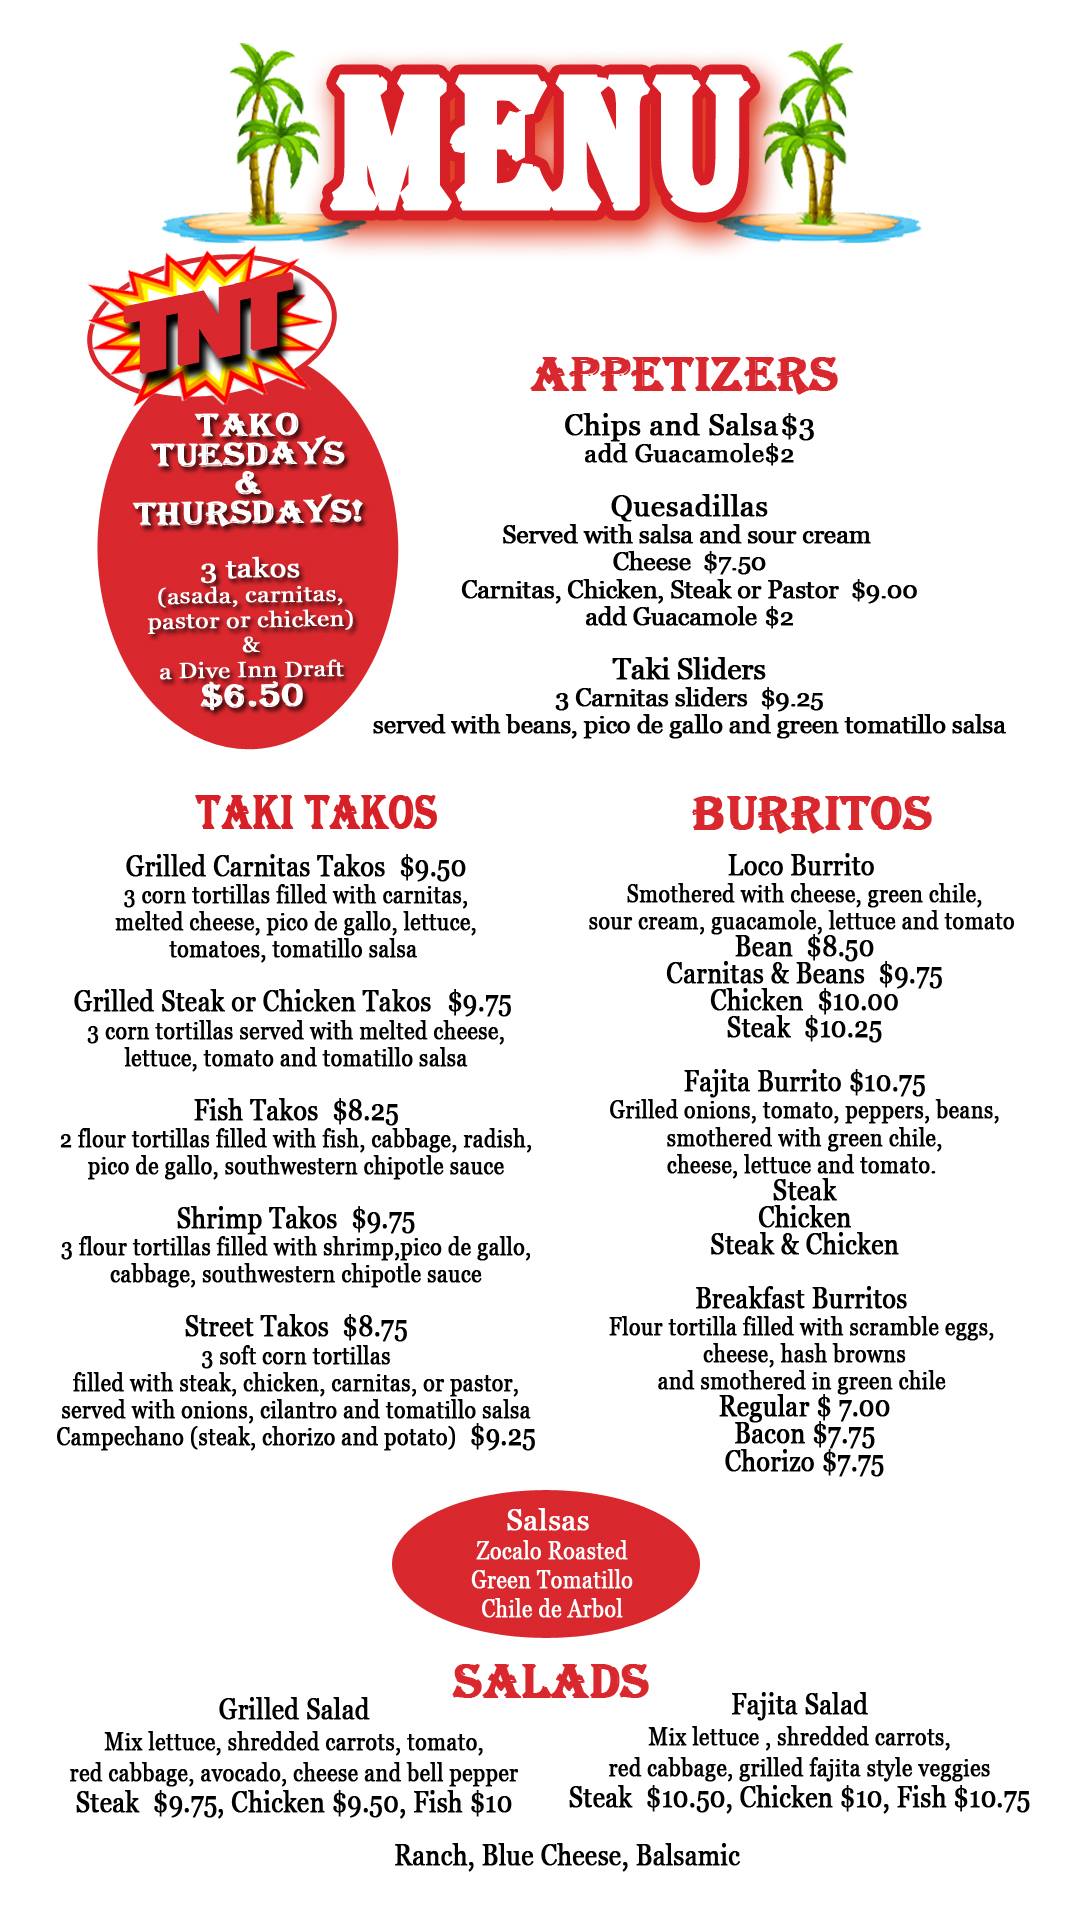 MENU
TNT
TAKO
TUESDAYS
&
THURSDAYS!
3 takos
(asada, carnitas,
pastor or chicken)
&
a Dive Inn Draft
$6.50
APPETIZERS
Chips and Salsa $3
add Guacamole $2
Quesadillas
Served with salsa and sour cream
Cheese $7.50
Carnitas, Chicken, Steak or Pastor $9.00
add Guacamole $2
Taki Sliders
3 Carnitas sliders $9.25
served with beans, pico de gallo and green tomatillo salsa
TAKI TAKOS
Grilled Carnitas Takos $9.50
3 corn tortillas filled with carnitas,
melted cheese, pico de gallo, lettuce,
tomatoes, tomatillo salsa
Grilled Steak or Chicken Takos $9.75
3 corn tortillas served with melted cheese,
lettuce, tomato and tomatillo salsa
Fish Takos $8.25
2 flour tortillas filled with fish, cabbage, radish,
pico de gallo, southwestern chipotle sauce
Shrimp Takos $9.75
3 flour tortillas filled with shrimp,pico de gallo,
cabbage, southwestern chipotle sauce
Street Takos $8.75
3 soft corn tortillas
filled with steak, chicken, carnitas, or pastor,
served with onions, cilantro and tomatillo salsa
Campechano (steak, chorizo and potato) $9.25
BURRITOS
Loco Burrito
Smothered with cheese, green chile,
sour cream, guacamole, lettuce and tomato
Bean $8.50
Carnitas & Beans $9.75
Chicken $10.00
Steak $10.25
Fajita Burrito $10.75
Grilled onions, tomato, peppers, beans,
smothered with green chile,
cheese, lettuce and tomato.
Steak
Chicken
Steak & Chicken
Breakfast Burritos
Flour tortilla filled with scramble eggs,
cheese, hash browns
and smothered in green chile
Regular $ 7.00
Bacon $7.75
Chorizo $7.75
Salsas
Zocalo Roasted
Green Tomatillo
Chile de Arbol
SALADS
Grilled Salad
Mix lettuce, shredded carrots, tomato,
red cabbage, avocado, cheese and bell pepper
Steak $9.75, Chicken $9.50, Fish $10
Fajita Salad
Mix lettuce , shredded carrots,
red cabbage, grilled fajita style veggies
Steak $10.50, Chicken $10, Fish $10.75
Ranch, Blue Cheese, Balsamic